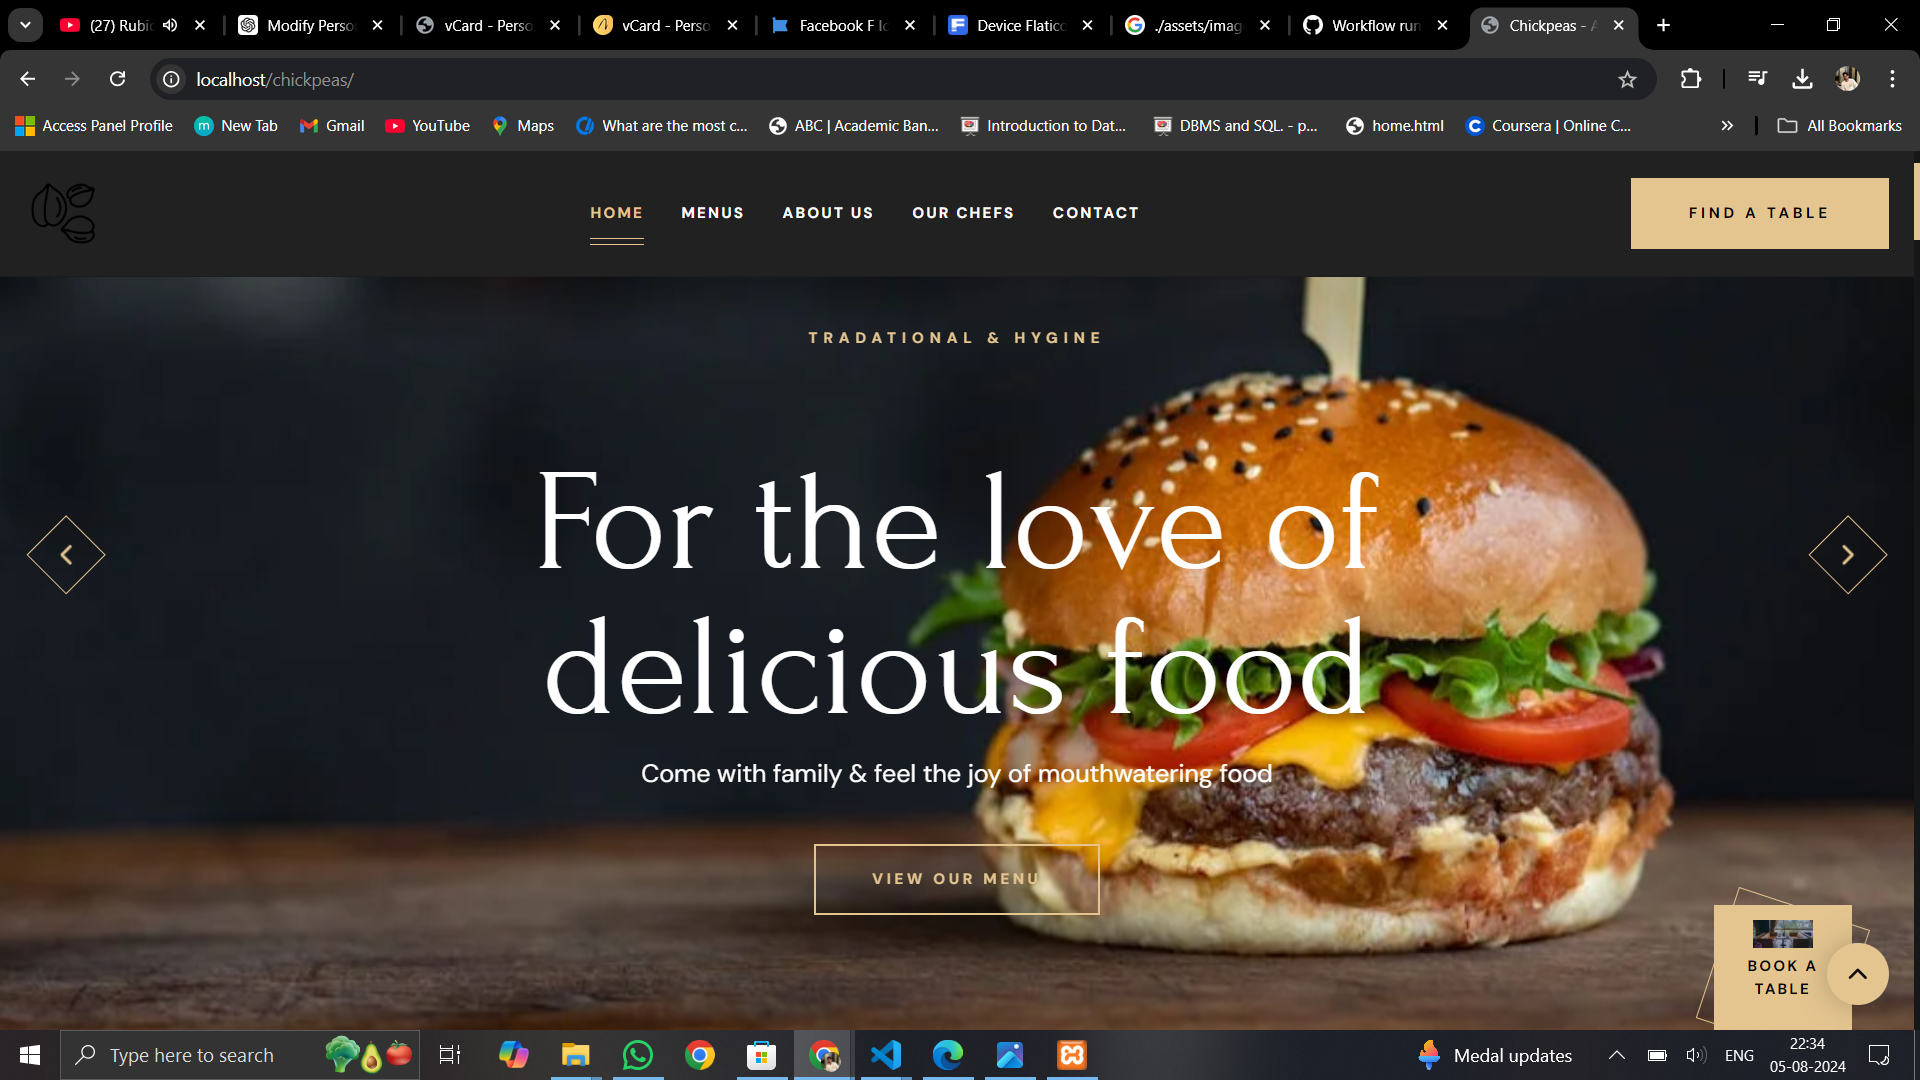 (27) Rubi
Modify Perso
vCard - Perso
vCard - Perso
Facebook F Ic
Device Flatico
./assets/imag
Workflow run
Chickpeas - A
localhost/chickpeas/
Access Panel Profile
New Tab
Gmail
YouTube
Maps
What are the most c...
ABC | Academic Ban...
Introduction to Dat...
DBMS and SQL. - p...
home.html
Coursera | Online C...
All Bookmarks
HOME
MENUS
ABOUT US
OUR CHEFS
CONTACT
FIND A TABLE
TRADATIONAL & HYGINE
For the love of
delicious food
Come with family & feel the joy of mouthwatering food
VIEW OUR MENU
BOOK A
TABLE
Type here to search
Medal updates
ENG
22:34
05-08-2024